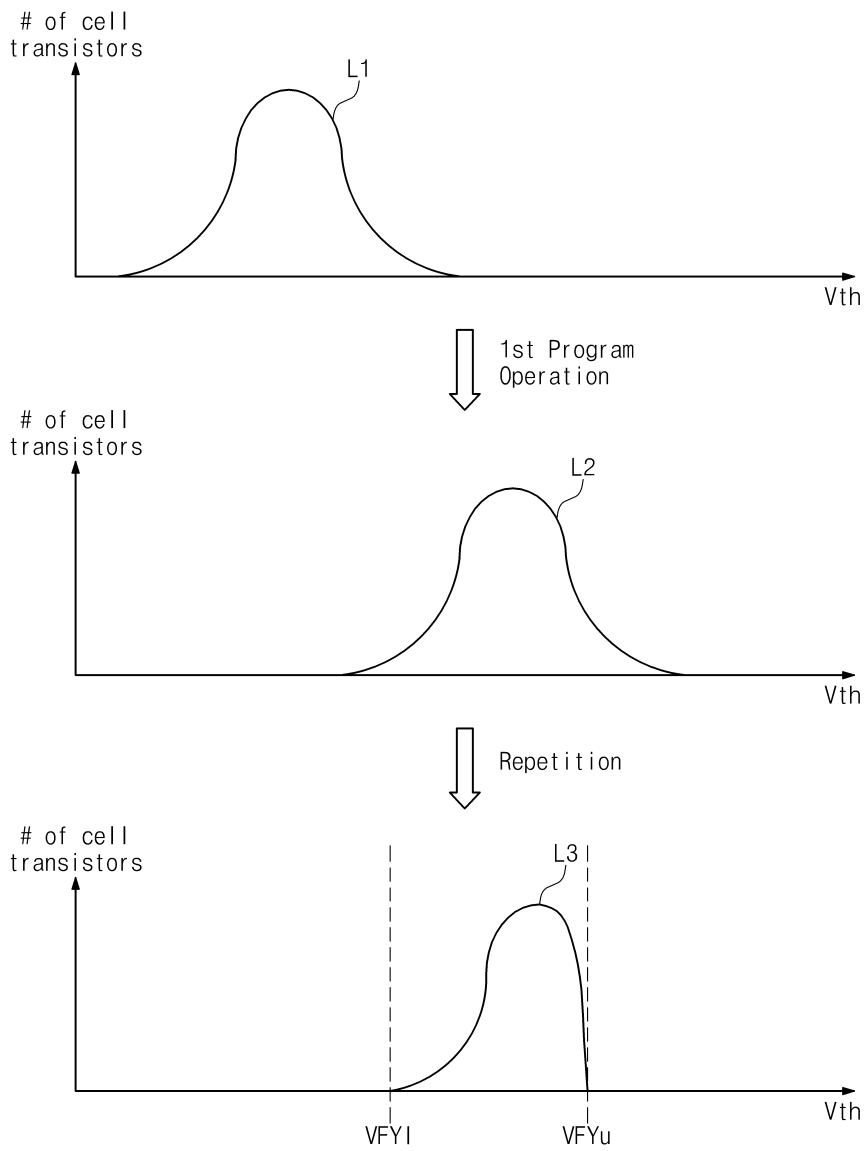 # of cell
transistors
L1
Vth
1st Program
Operation
# of cell
transistors
L2
Vth
Repetition
# of cell
transistors
L3
Vth
VFYl
VFYu